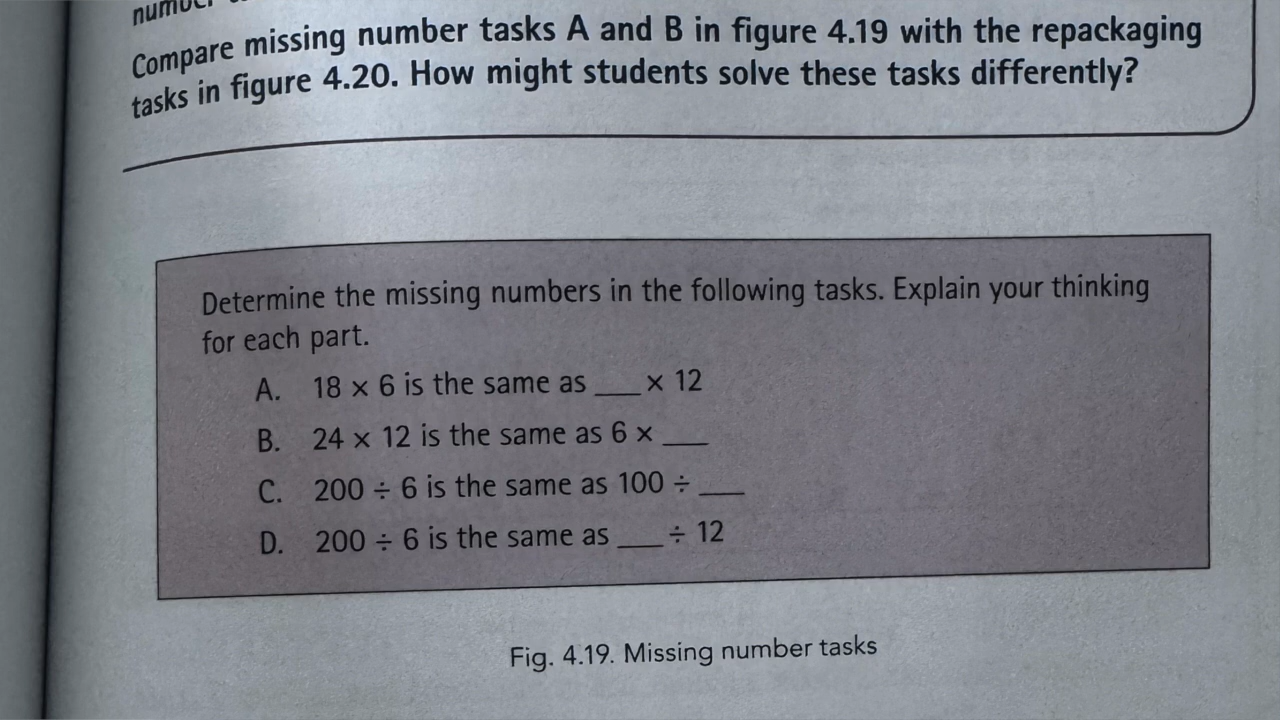 Compare missing number tasks A and B in figure 4.19 with the repackaging
tasks in figure 4.20. How might students solve these tasks differently?
Determine the missing numbers in the following tasks. Explain your thinking
for each part.
A. 18 × 6 is the same as ___ × 12
B. 24 × 12 is the same as 6 × ___
C. 200 ÷ 6 is the same as 100 ÷ ___
D. 200 ÷ 6 is the same as ___ ÷ 12
Fig. 4.19. Missing number tasks